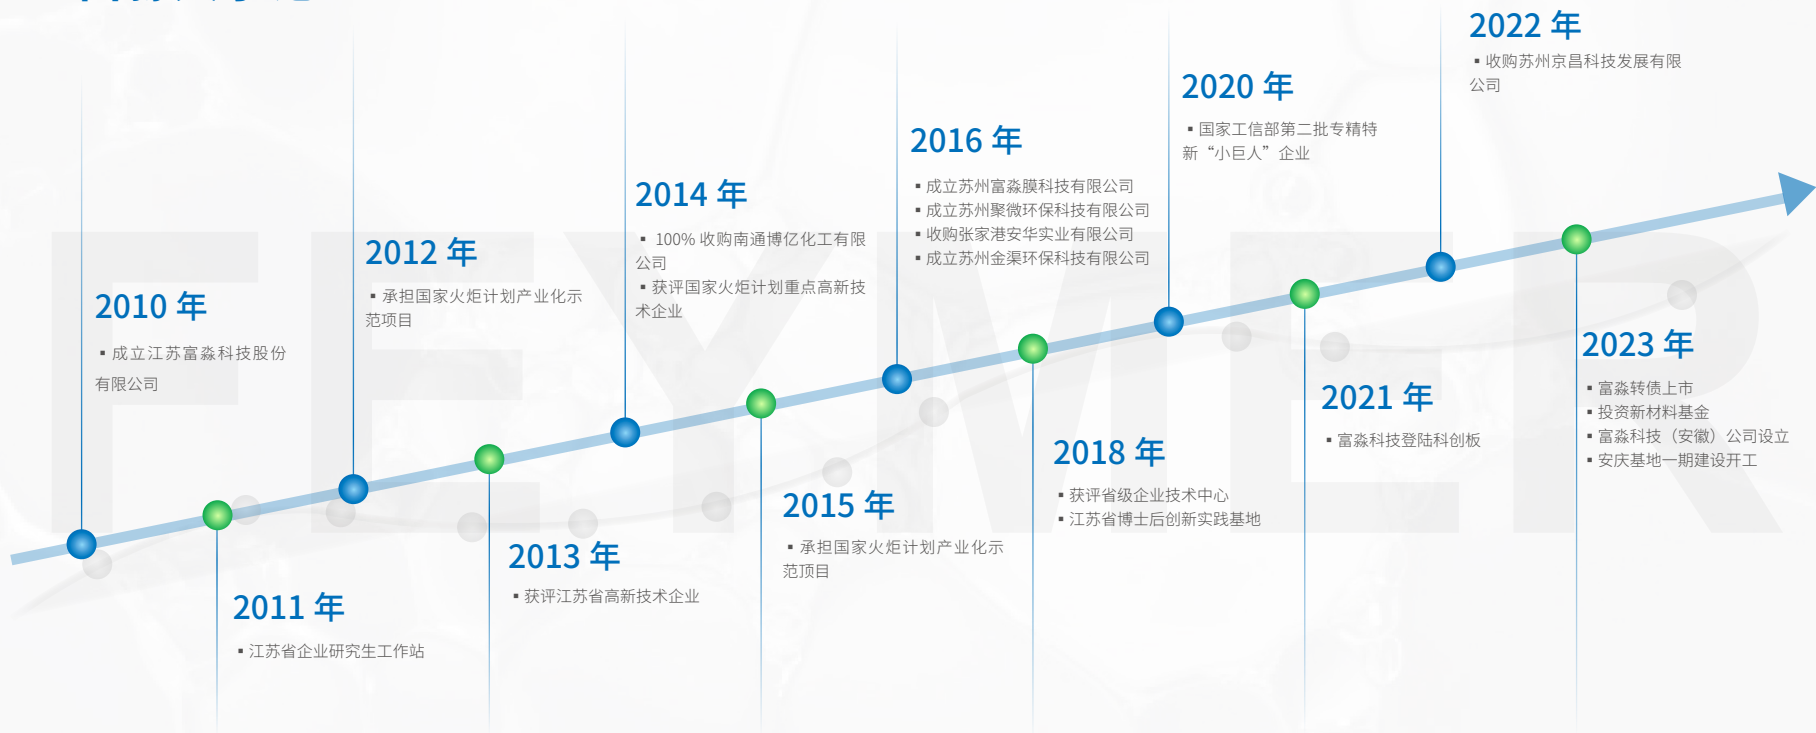 2010 年
▪ 成立江苏富淼科技股份
有限公司
2011 年
▪ 江苏省企业研究生工作站
2012 年
▪ 承担国家火炬计划产业化示
范项目
2013 年
▪ 获评江苏省高新技术企业
2014 年
▪ 100% 收购南通博亿化工有限
公司
▪ 获评国家火炬计划重点高新技
术企业
2015 年
▪ 承担国家火炬计划产业化示
范顶目
2016 年
▪ 成立苏州富淼膜科技有限公司
▪ 成立苏州聚微环保科技有限公司
▪ 收购张家港安华实业有限公司
▪ 成立苏州金渠环保科技有限公司
2018 年
▪ 获评省级企业技术中心
▪ 江苏省博士后创新实践基地
2020 年
▪ 国家工信部第二批专精特
新“小巨人”企业
2021 年
▪ 富淼科技登陆科创板
2022 年
▪ 收购苏州京昌科技发展有限
公司
2023 年
▪ 富淼转债上市
▪ 投资新材料基金
▪ 富淼科技（安徽）公司设立
▪ 安庆基地一期建设开工
FEYMER